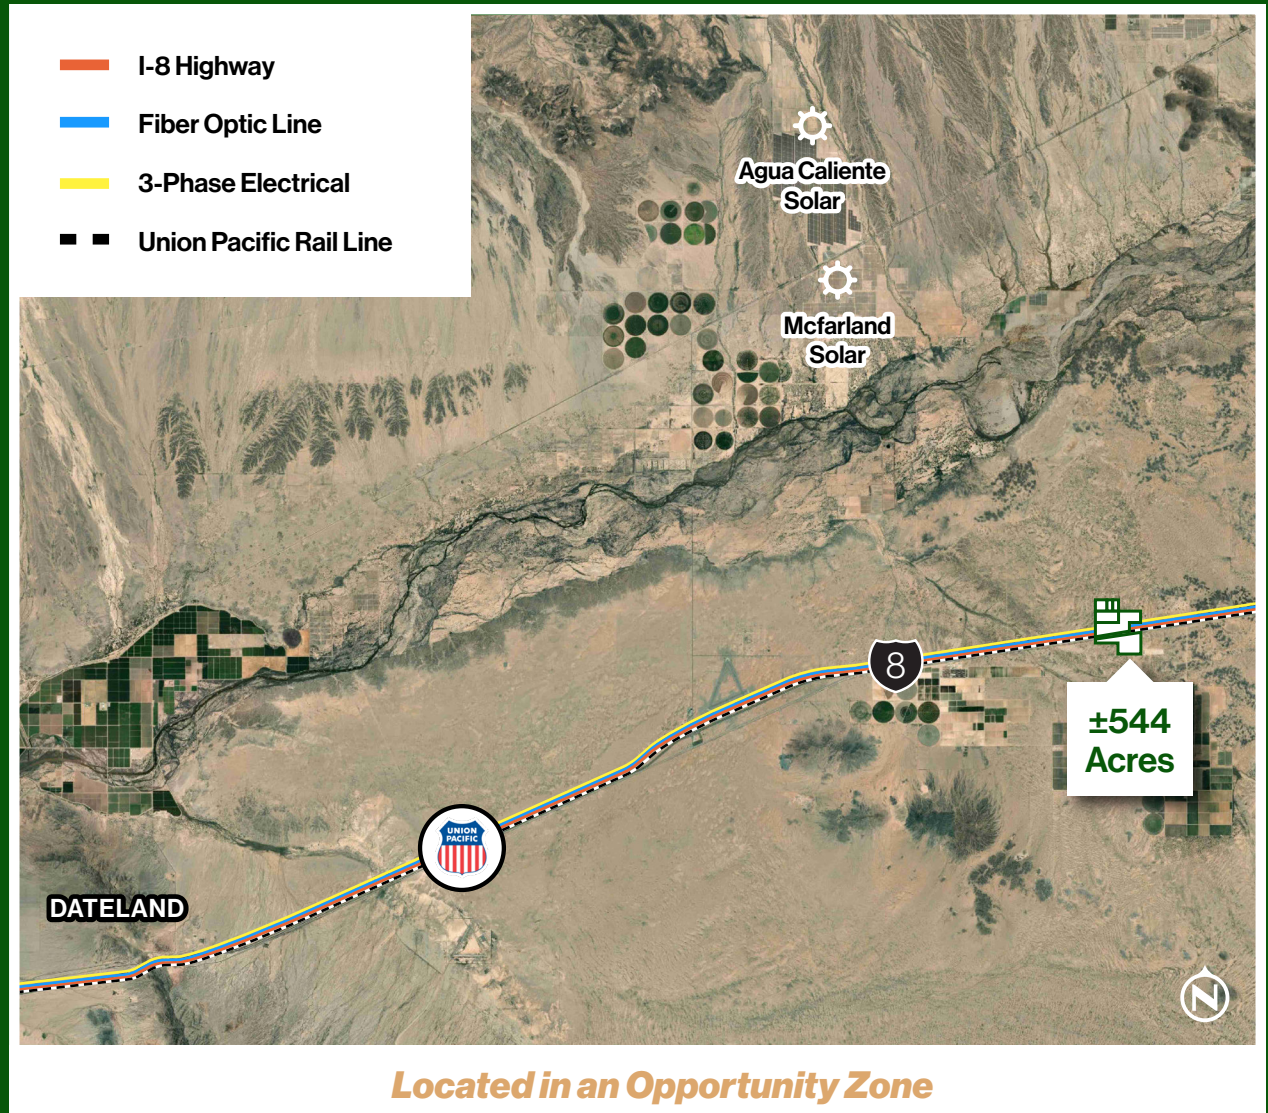 I-8 Highway
Fiber Optic Line
3-Phase Electrical
Union Pacific Rail Line
Agua Caliente
Solar
Mcfarland
Solar
8
±544
Acres
UNION
PACIFIC
DATELAND
N
Located in an Opportunity Zone